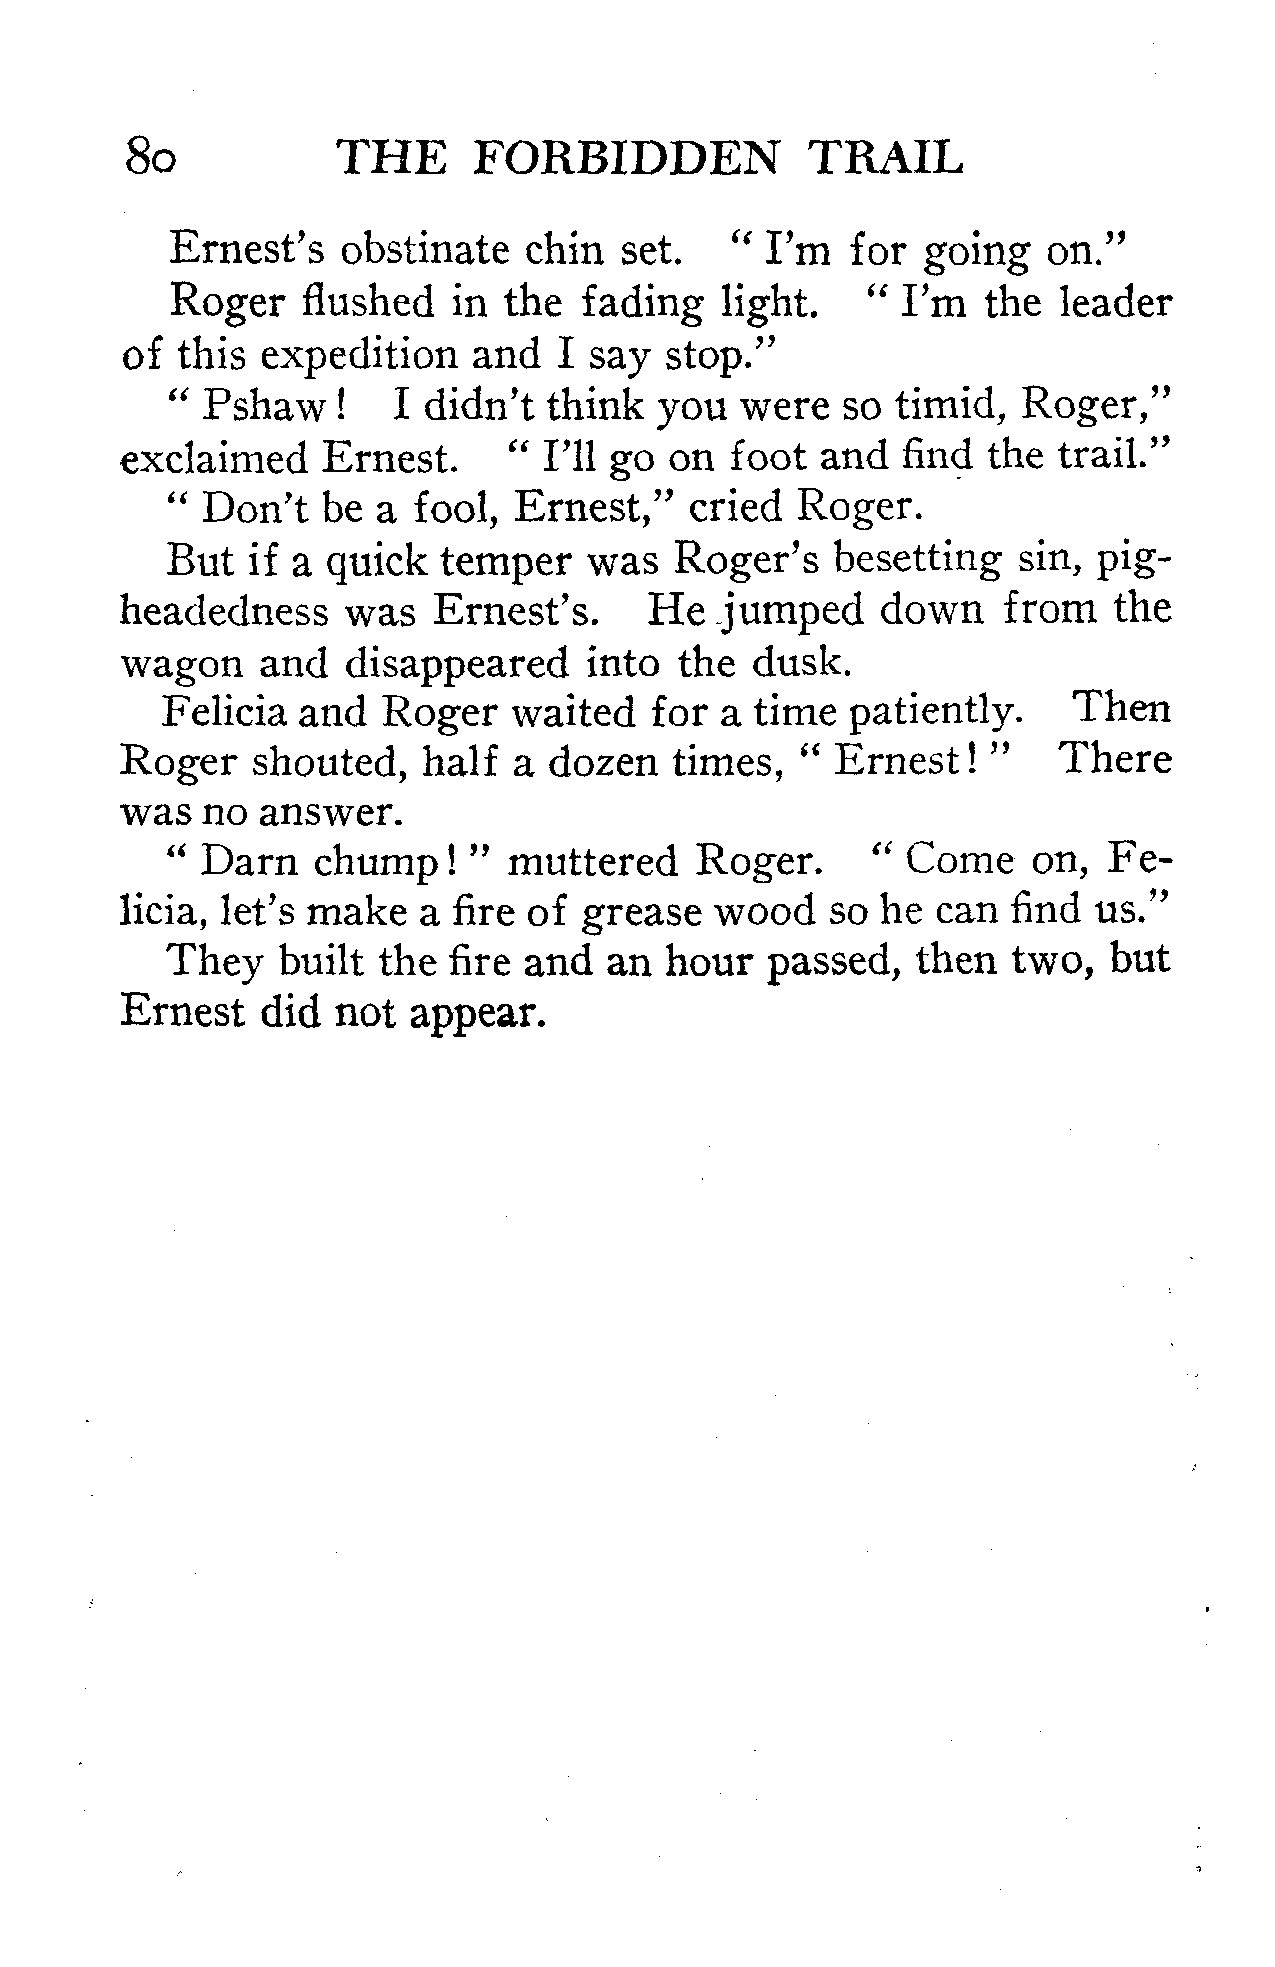 80 THE FORBIDDEN TRAIL
Ernest's obstinate chin set. " I'm for going on."
Roger flushed in the fading light. " I'm the leader
of this expedition and I say stop."
" Pshaw ! I didn't think you were so timid, Roger,"
exclaimed Ernest. " I'll go on foot and find the trail."
" Don't be a fool, Ernest," cried Roger.
But if a quick temper was Roger's besetting sin, pig-
headedness was Ernest's. He jumped down from the
wagon and disappeared into the dusk.
Felicia and Roger waited for a time patiently. Then
Roger shouted, half a dozen times, " Ernest! " There
was no answer.
" Darn chump! " muttered Roger. " Come on, Fe-
licia, let's make a fire of grease wood so he can find us."
They built the fire and an hour passed, then two, but
Ernest did not appear.